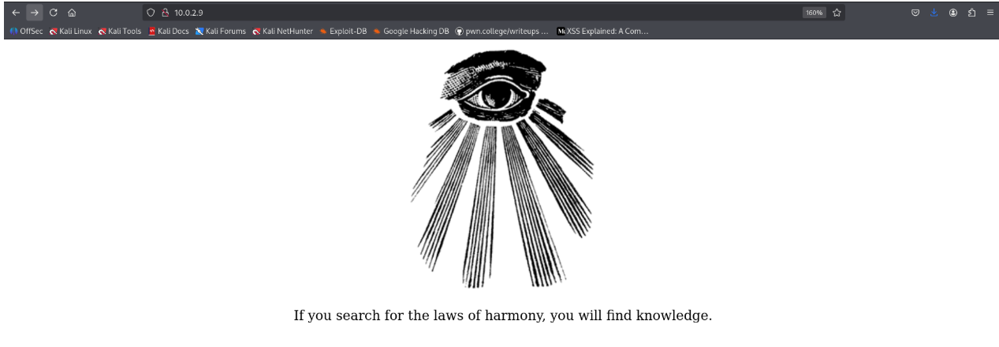 10.0.2.9
160%
OffSec Kali Linux Kali Tools Kali Docs Kali Forums Kali NetHunter Exploit-DB Google Hacking DB pwn.college/writeups ... XSS Explained: A Com...
If you search for the laws of harmony, you will find knowledge.